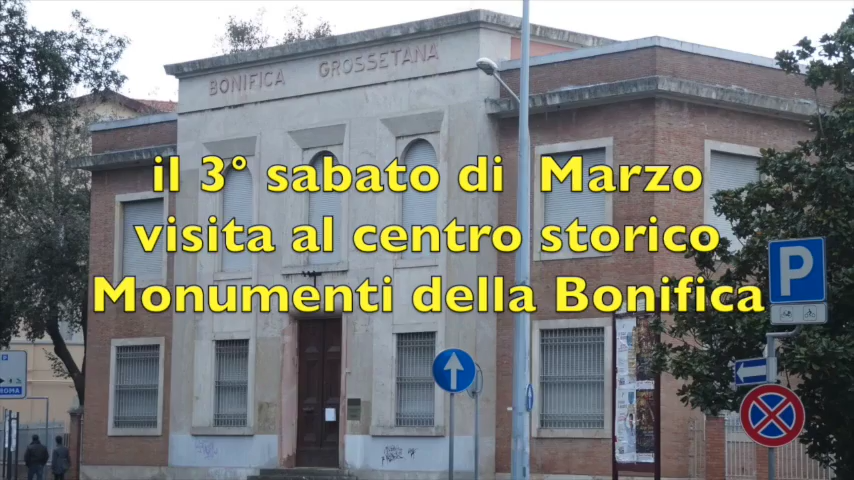 BONIFICA GROSSETANA
il 3° sabato di Marzo
visita al centro storico
Monumenti della Bonifica
P
ROMA